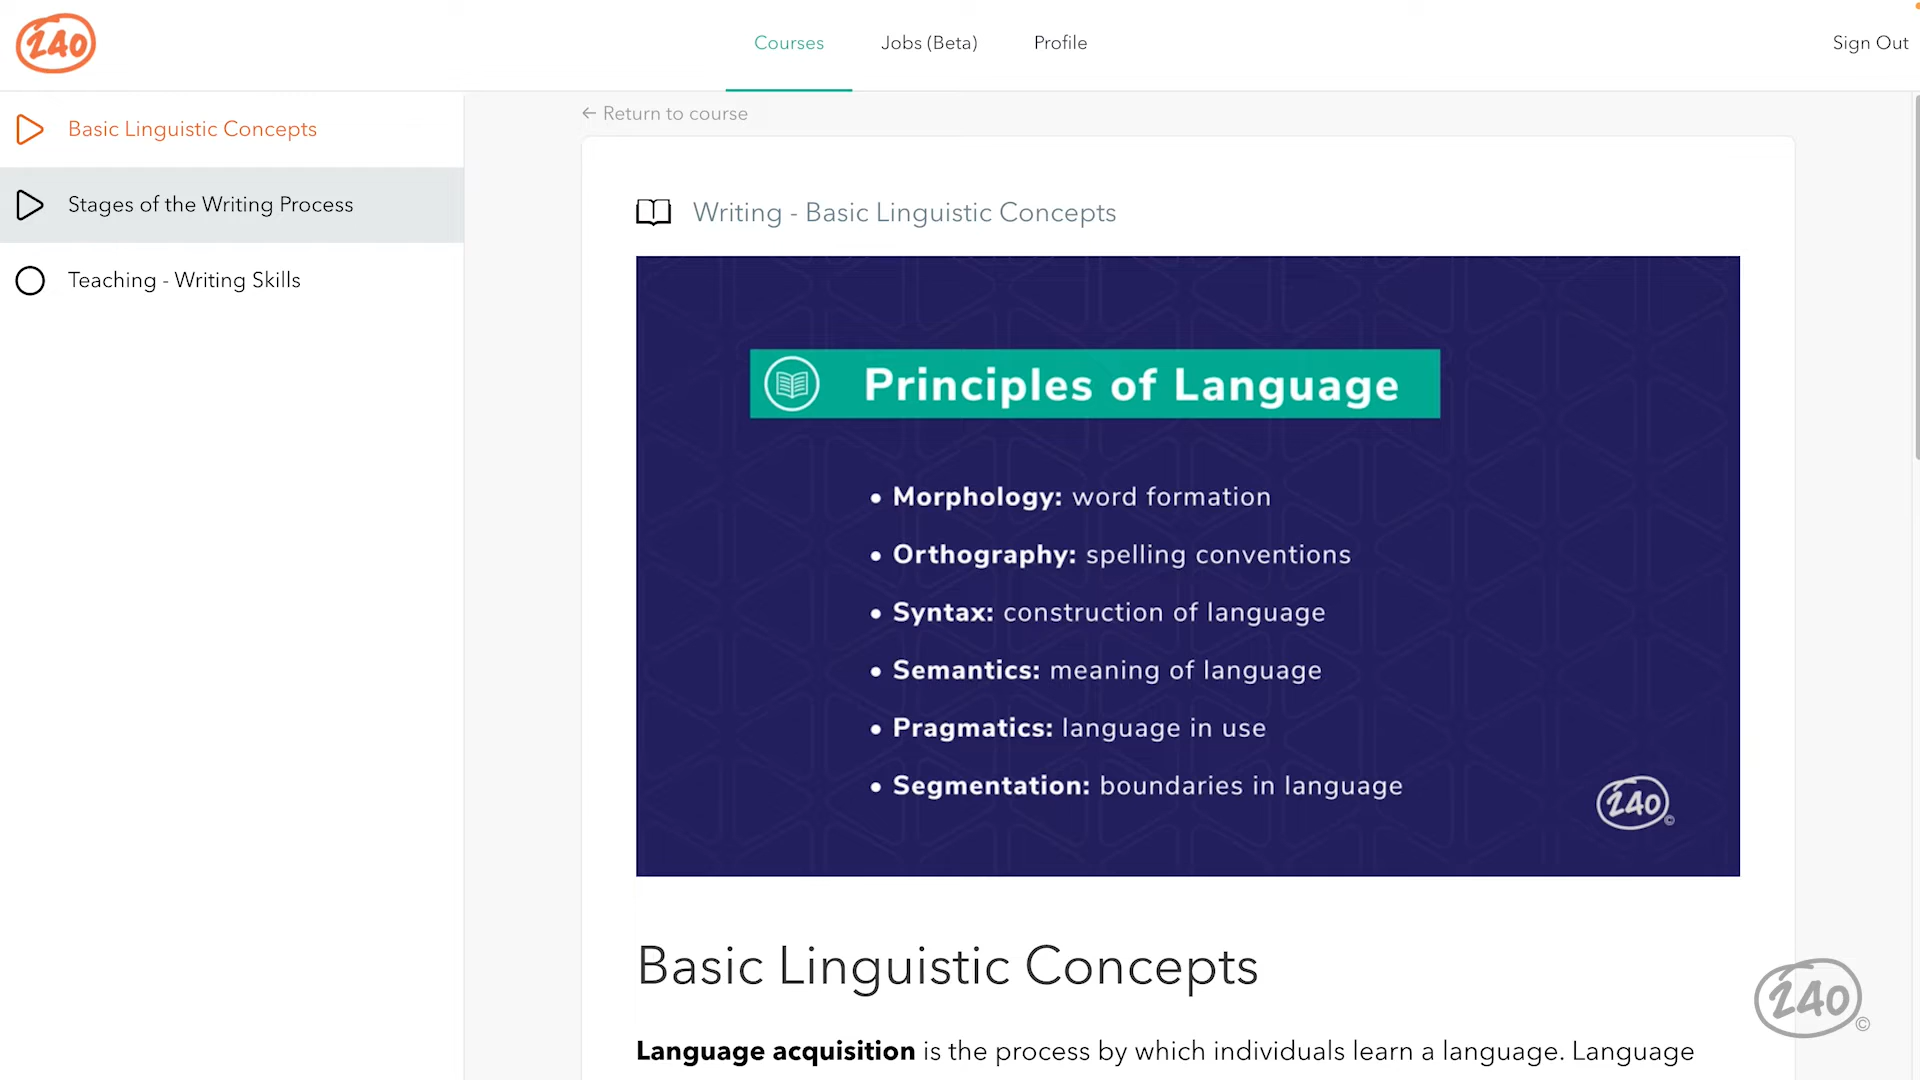 240
Courses
Jobs (Beta)
Profile
Sign Out
Basic Linguistic Concepts
Stages of the Writing Process
Teaching - Writing Skills
← Return to course
Writing - Basic Linguistic Concepts
Principles of Language
• Morphology: word formation
• Orthography: spelling conventions
• Syntax: construction of language
• Semantics: meaning of language
• Pragmatics: language in use
• Segmentation: boundaries in language
240©
Basic Linguistic Concepts
Language acquisition is the process by which individuals learn a language. Language
240©